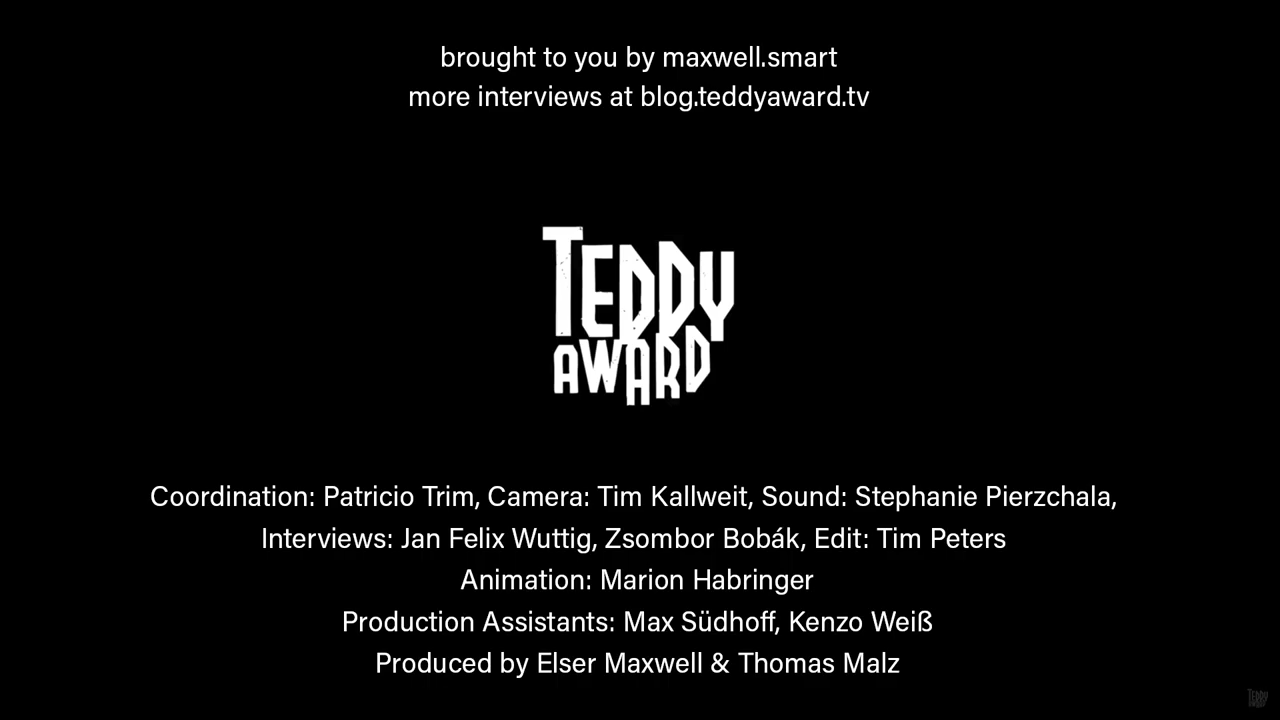 brought to you by maxwell.smart
more interviews at blog.teddyaward.tv
TEDDY
AWARD
Coordination: Patricio Trim, Camera: Tim Kallweit, Sound: Stephanie Pierzchala,
Interviews: Jan Felix Wuttig, Zsombor Bobák, Edit: Tim Peters
Animation: Marion Habringer
Production Assistants: Max Südhoff, Kenzo Weiß
Produced by Elser Maxwell & Thomas Malz
TEDDY
AWARD